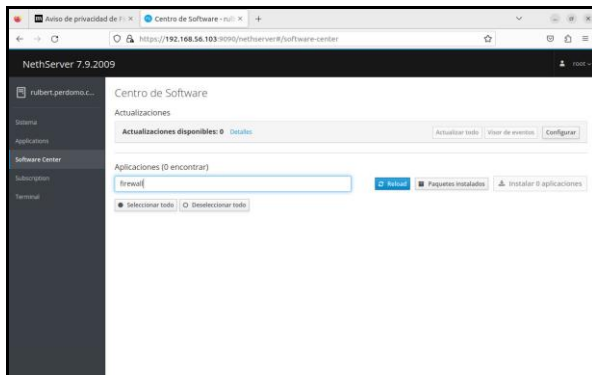 Aviso de privacidad de Fi
Centro de Software - rul
https://192.168.56.103:9090/nethserver#/software-center
NethServer 7.9.2009
root
rulbert.perdomo.c...
Centro de Software
Actualizaciones
Sistema
Actualizaciones disponibles: 0 Detalles
Actualizar todo
Visor de eventos
Configurar
Applications
Software Center
Aplicaciones (0 encontrar)
Subscription
firewall
Reload
Paquetes instalados
Instalar 0 aplicaciones
Terminal
Seleccionar todo
Deseleccionar todo